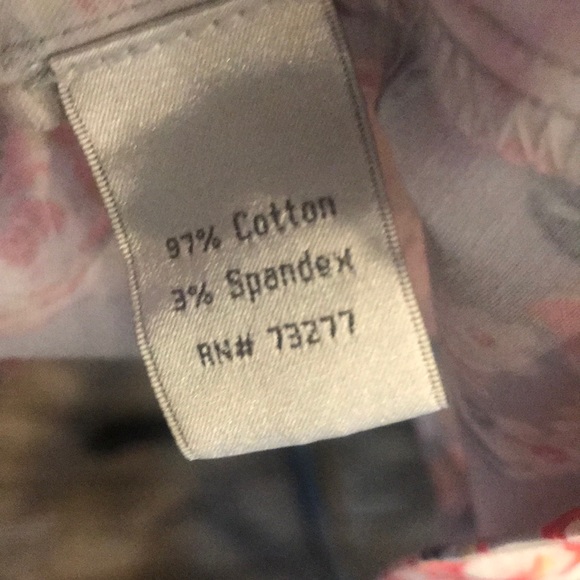 97% Cotton
3% Spandex
RN# 73277